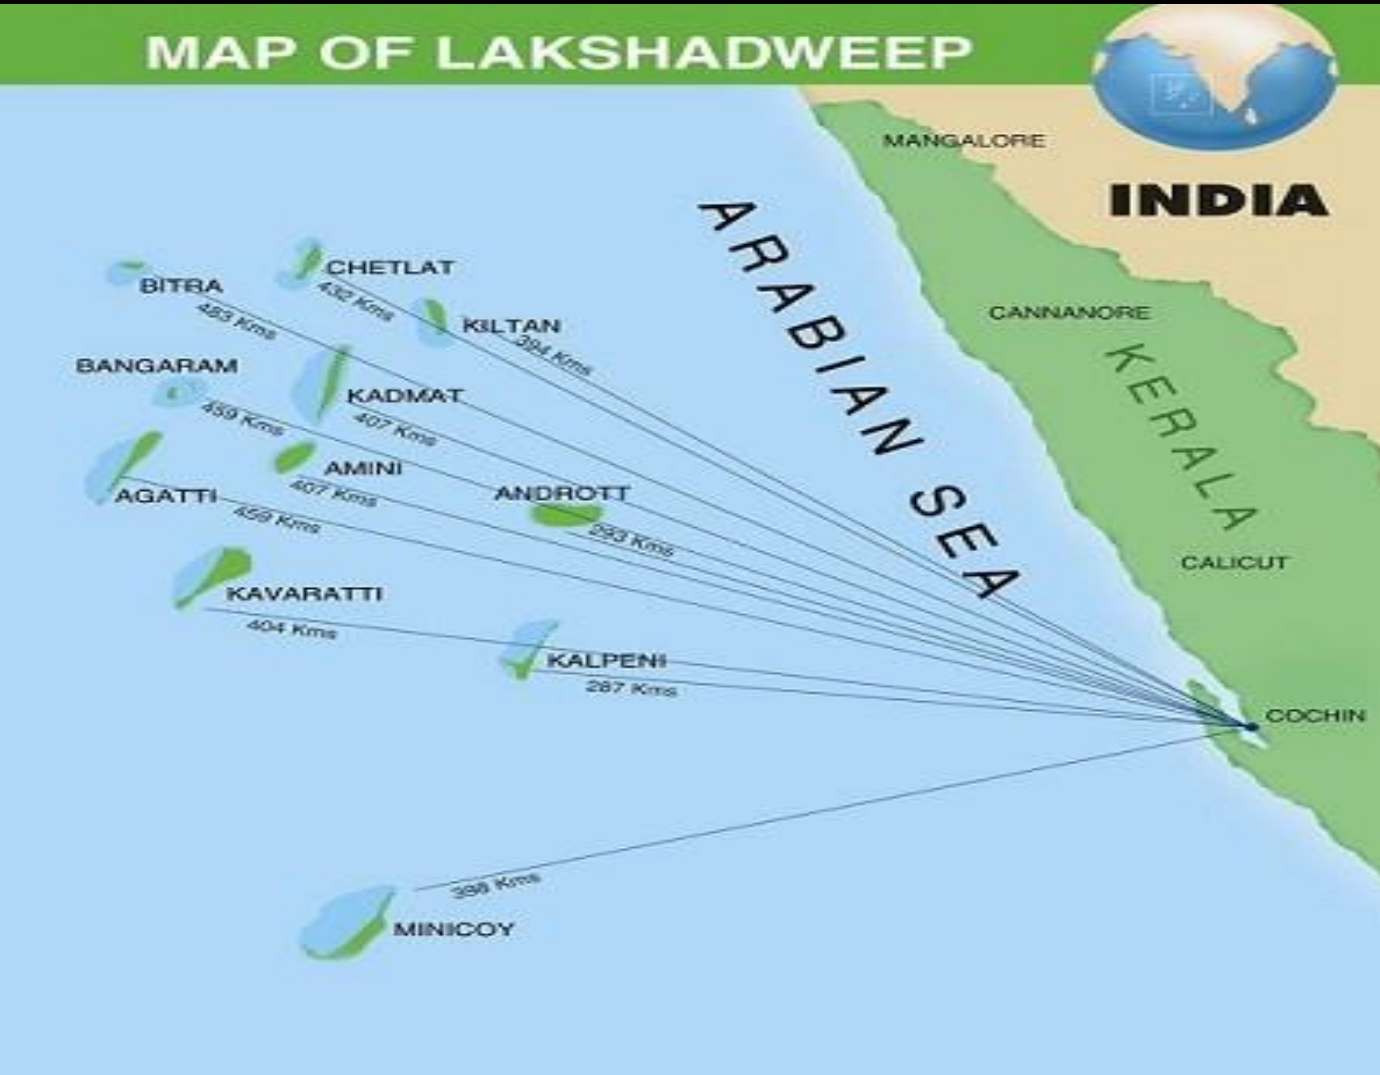 MAP OF LAKSHADWEEP
MANGALORE
INDIA
ARABIAN SEA
CHETLAT
432 Kms
BITRA
483 Kms
KILTAN
394 Kms
CANNANORE
KERALA
BANGARAM
459 Kms
KADMAT
407 Kms
AMINI
407 Kms
AGATTI
459 Kms
ANDROTT
293 Kms
CALICUT
KAVARATTI
404 Kms
KALPENI
287 Kms
COCHIN
398 Kms
MINICOY